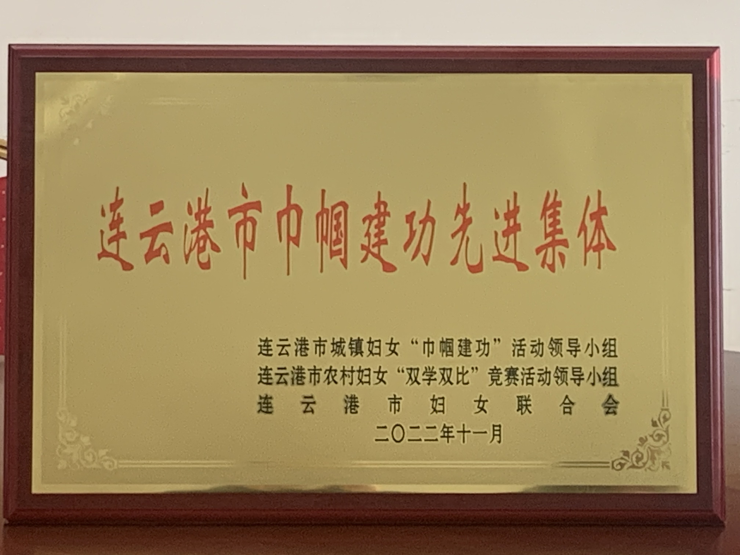 连云港市巾帼建功先进集体
连云港市城镇妇女“巾帼建功”活动领导小组
连云港市农村妇女“双学双比”竞赛活动领导小组
连云港市妇女联合会
二〇二二年十一月